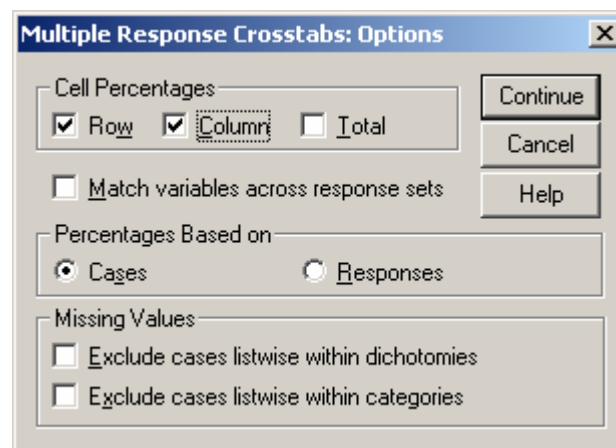 Multiple Response Crosstabs: Options
Cell Percentages
Row Column Total
Continue
Cancel
Help
Match variables across response sets
Percentages Based on
Cases Responses
Missing Values
Exclude cases listwise within dichotomies
Exclude cases listwise within categories